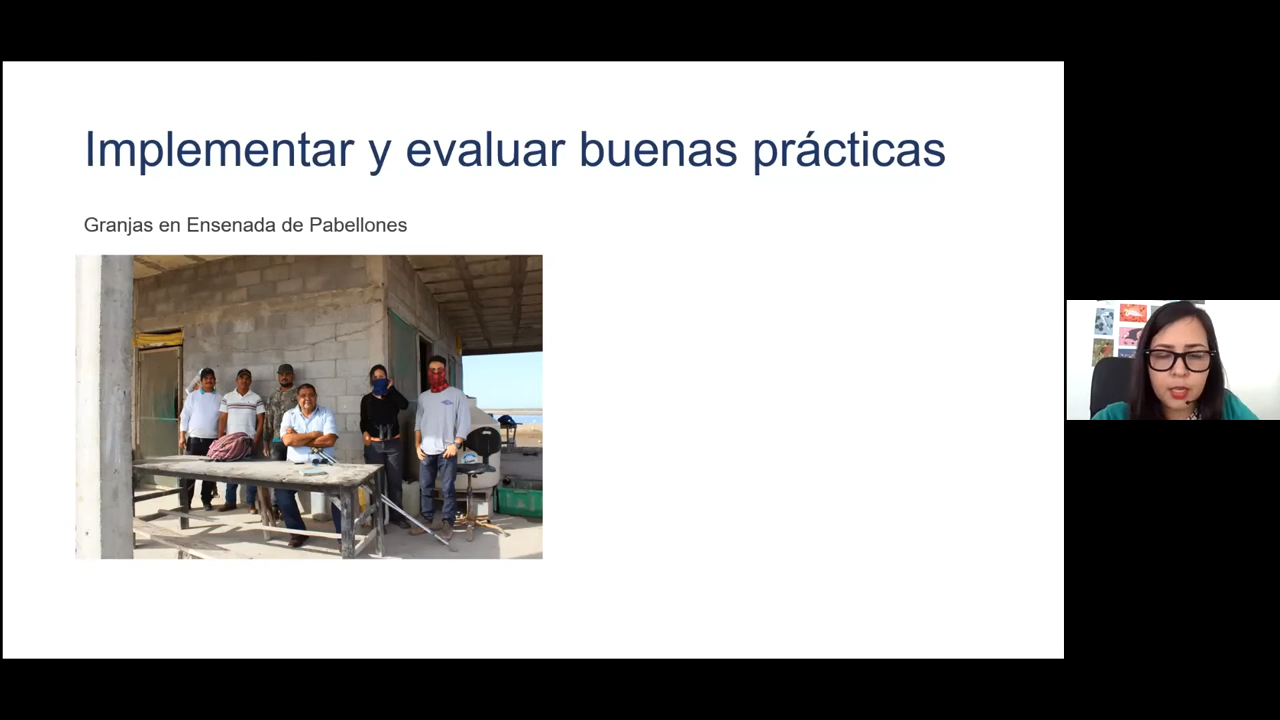 Implementar y evaluar buenas prácticas
Granjas en Ensenada de Pabellones